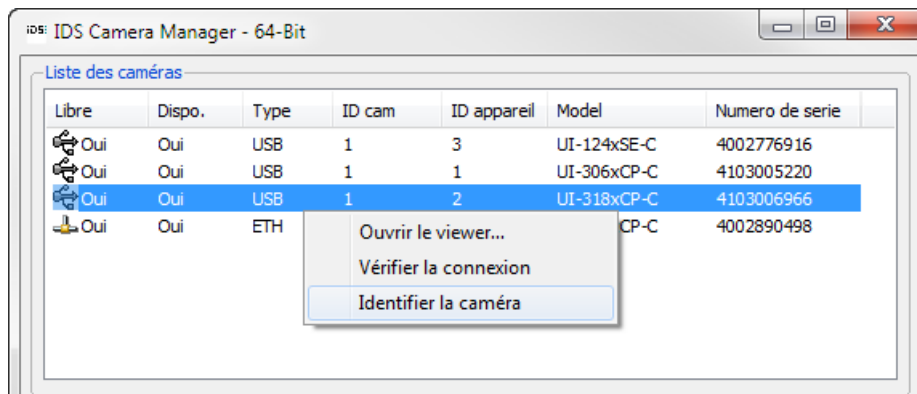 IDS Camera Manager - 64-Bit
Liste des caméras
Libre Dispo. Type ID cam ID appareil Model Numero de serie
Oui Oui USB 1 3 UI-124xSE-C 4002776916
Oui Oui USB 1 1 UI-306xCP-C 4103005220
Oui Oui USB 1 2 UI-318xCP-C 4103006966
Oui Oui ETH CP-C 4002890498
Ouvrir le viewer...
Vérifier la connexion
Identifier la caméra